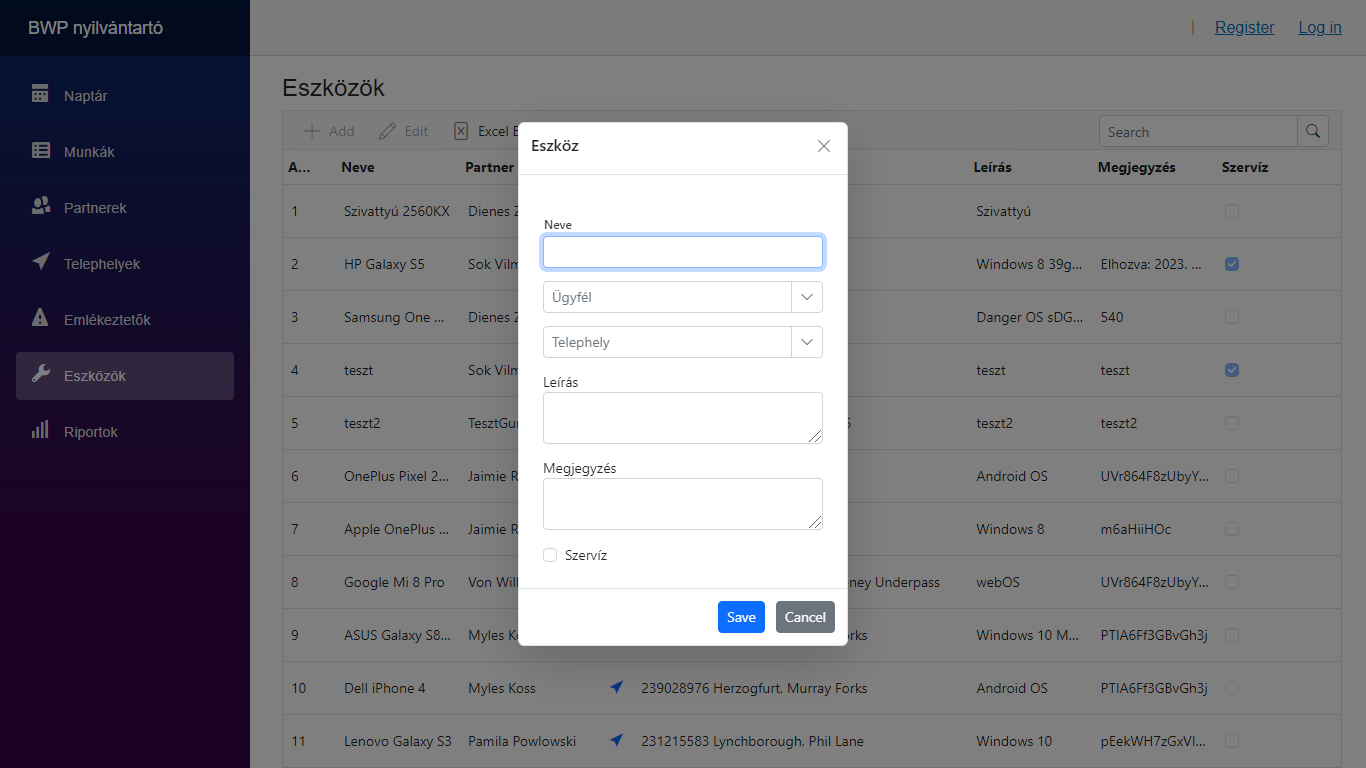 BWP nyilvántartó
| Register Log in
Naptár
Munkák
Partnerek
Telephelyek
Emlékeztetők
Eszközök
Riportok
Eszközök
Add Edit Excel E
Search
A... Neve Partner Leírás Megjegyzés Szervíz
1 Szivattyú 2560KX Dienes Z Szivattyú
2 HP Galaxy S5 Sok Vilm Windows 8 39g... Elhozva: 2023. ...
3 Samsung One ... Dienes Z Danger OS sDG... 540
4 teszt Sok Vilm teszt teszt
5 teszt2 TesztGu teszt2 teszt2
6 OnePlus Pixel 2... Jaimie R Android OS UVr864F8zUbyY...
7 Apple OnePlus ... Jaimie R Windows 8 m6aHiiHOc
8 Google Mi 8 Pro Von Will ney Underpass webOS UVr864F8zUbyY...
9 ASUS Galaxy S8... Myles Ko rks Windows 10 M... PTIA6Ff3GBvGh3j
10 Dell iPhone 4 Myles Koss 239028976 Herzogfurt, Murray Forks Android OS PTIA6Ff3GBvGh3j
11 Lenovo Galaxy S3 Pamila Powlowski 231215583 Lynchborough, Phil Lane Windows 10 pEekWH7zGxVI...
Eszköz
Neve
Ügyfél
Telephely
Leírás
Megjegyzés
Szervíz
Save Cancel